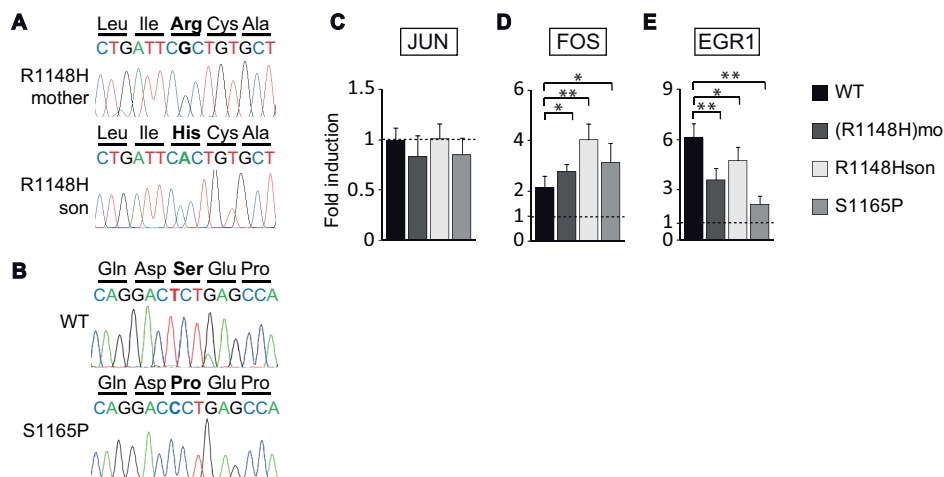 A
Leu Ile Arg Cys Ala
CTGATTCGCTGTGCT
R1148H
mother
Leu Ile His Cys Ala
CTGATTCACTGTGCT
R1148H
son
B
Gln Asp Ser Glu Pro
CAGGACTCTGAGCCA
WT
Gln Asp Pro Glu Pro
CAGGACCCTGAGCCA
S1165P
C
JUN
Fold induction
1.5
1
0.5
0
D
FOS
6
4
2
1
0
*
**
*
E
EGR1
9
6
3
1
0
**
*
**
WT
(R1148H)mo
R1148Hson
S1165P